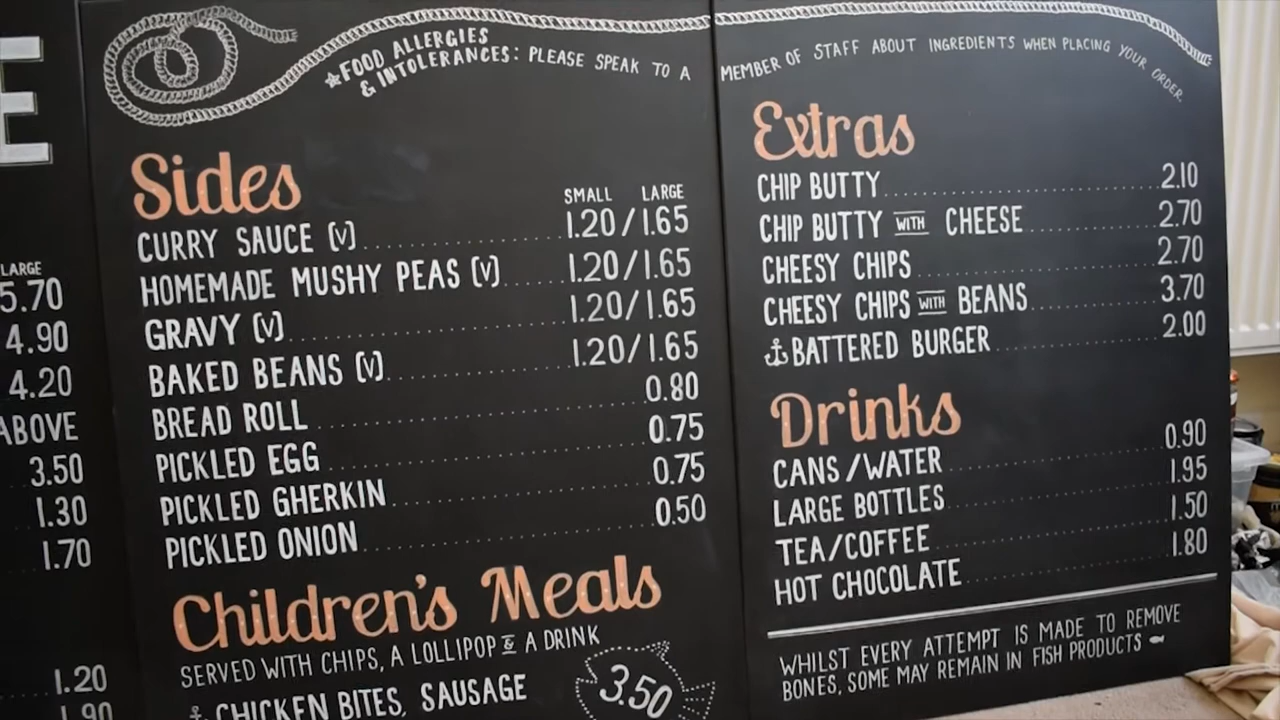 E
LARGE
5.70
4.90
4.20
ABOVE
3.50
1.30
1.70
1.20
1.90
FOOD ALLERGIES
& INTOLERANCES: PLEASE SPEAK TO A MEMBER OF STAFF ABOUT INGREDIENTS WHEN PLACING YOUR ORDER.
Sides
SMALL LARGE
CURRY SAUCE (V) 1.20/1.65
HOMEMADE MUSHY PEAS (V) 1.20/1.65
GRAVY (V) 1.20/1.65
BAKED BEANS (V) 1.20/1.65
BREAD ROLL 0.80
PICKLED EGG 0.75
PICKLED GHERKIN 0.75
PICKLED ONION 0.50
Children's Meals
SERVED WITH CHIPS, A LOLLIPOP & A DRINK
CHICKEN BITES, SAUSAGE
3.50
Extras
CHIP BUTTY 2.10
CHIP BUTTY WITH CHEESE 2.70
CHEESY CHIPS 2.70
CHEESY CHIPS WITH BEANS 3.70
BATTERED BURGER 2.00
Drinks
CANS/WATER 0.90
LARGE BOTTLES 1.95
TEA/COFFEE 1.50
HOT CHOCOLATE 1.80
WHILST EVERY ATTEMPT IS MADE TO REMOVE
BONES, SOME MAY REMAIN IN FISH PRODUCTS